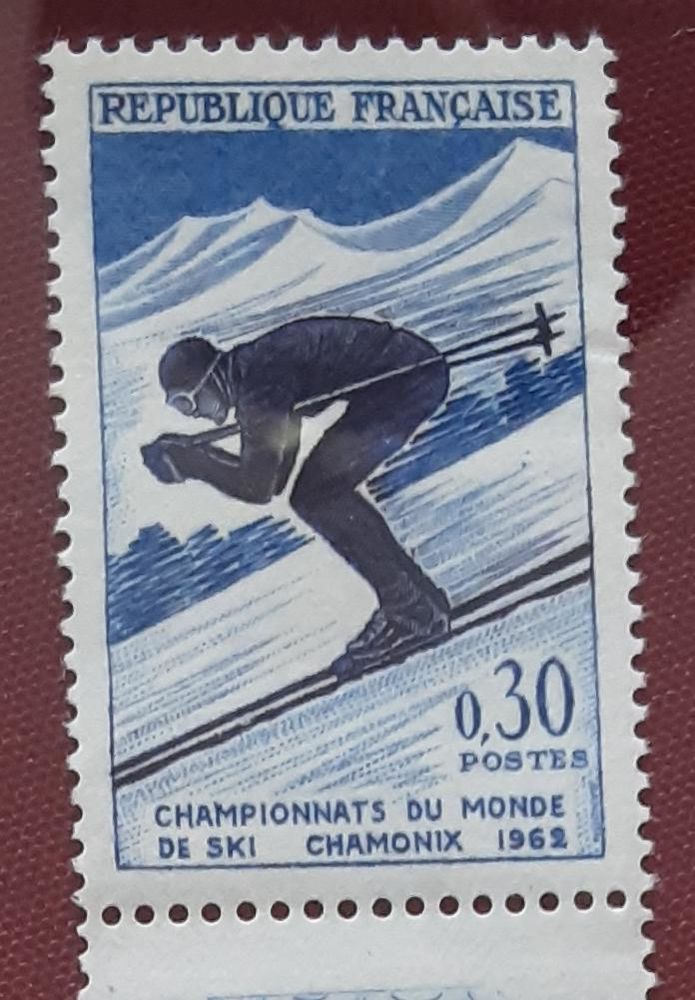 REPUBLIQUE FRANÇAISE
0,30
POSTES
CHAMPIONNATS DU MONDE
DE SKI CHAMONIX 1962